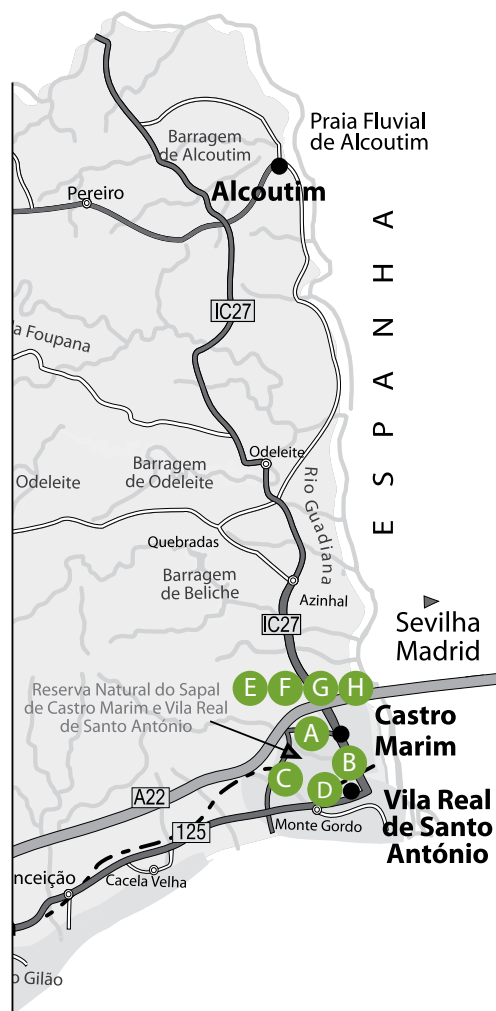 Praia Fluvial
de Alcoutim
Barragem
de Alcoutim
Alcoutim
Pereiro
ESPANHA
IC27
a Foupana
Odeleite
Barragem
de Odeleite
Odeleite
Rio Guadiana
Quebradas
Barragem
de Beliche
Azinhal
IC27
Sevilha
Madrid
Reserva Natural do Sapal
de Castro Marim e Vila Real
de Santo António
E F G H
Castro
Marim
A
B
C
D
A22
Vila Real
de Santo
António
125
Monte Gordo
nceição
Cacela Velha
o Gilão